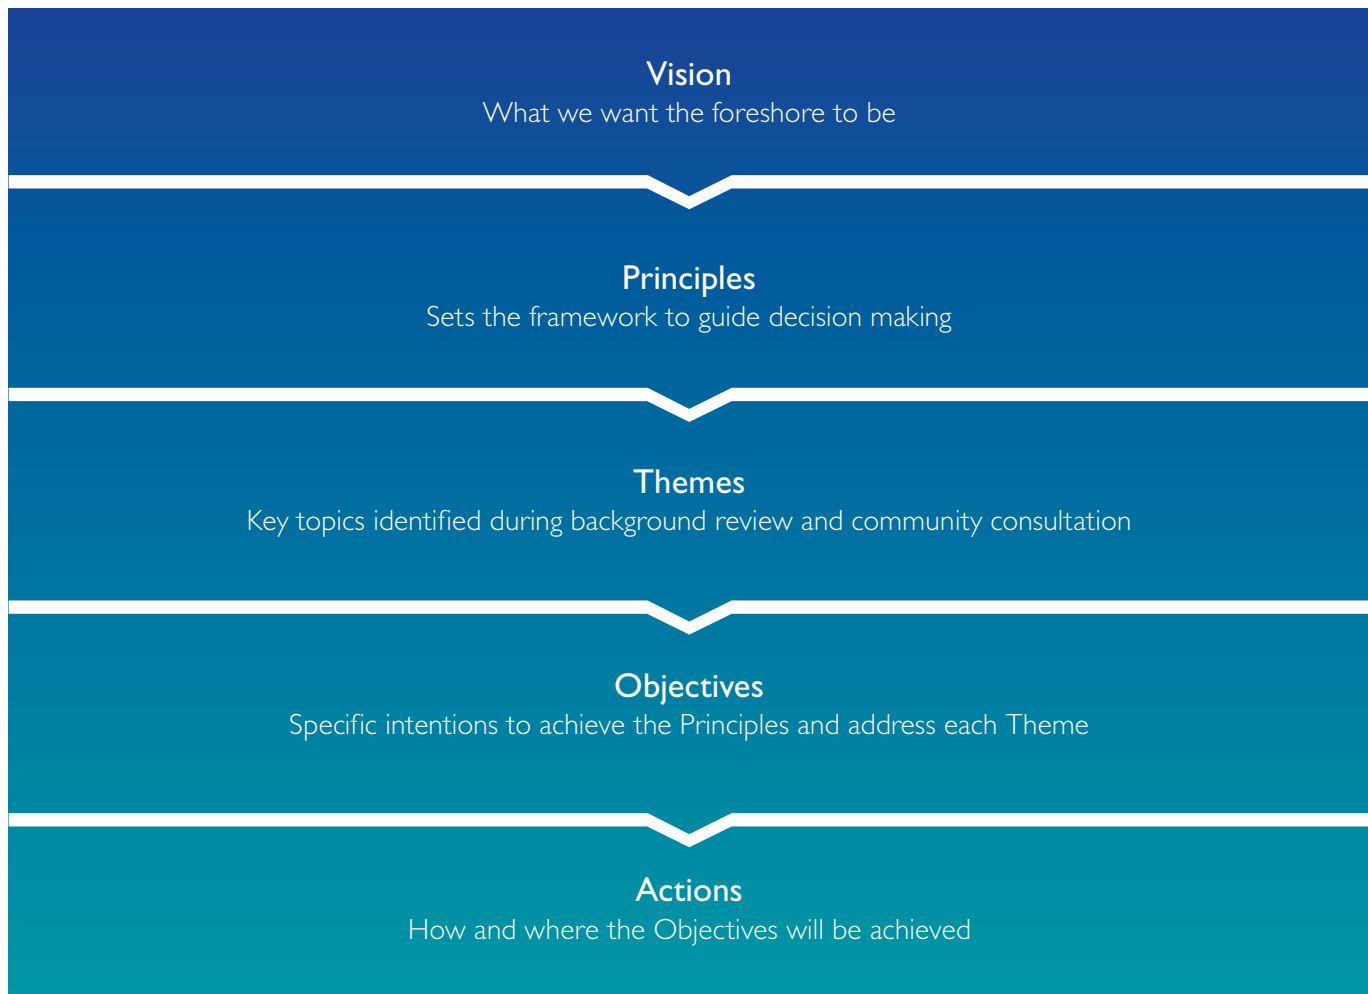 Vision
What we want the foreshore to be
Principles
Sets the framework to guide decision making
Themes
Key topics identified during background review and community consultation
Objectives
Specific intentions to achieve the Principles and address each Theme
Actions
How and where the Objectives will be achieved